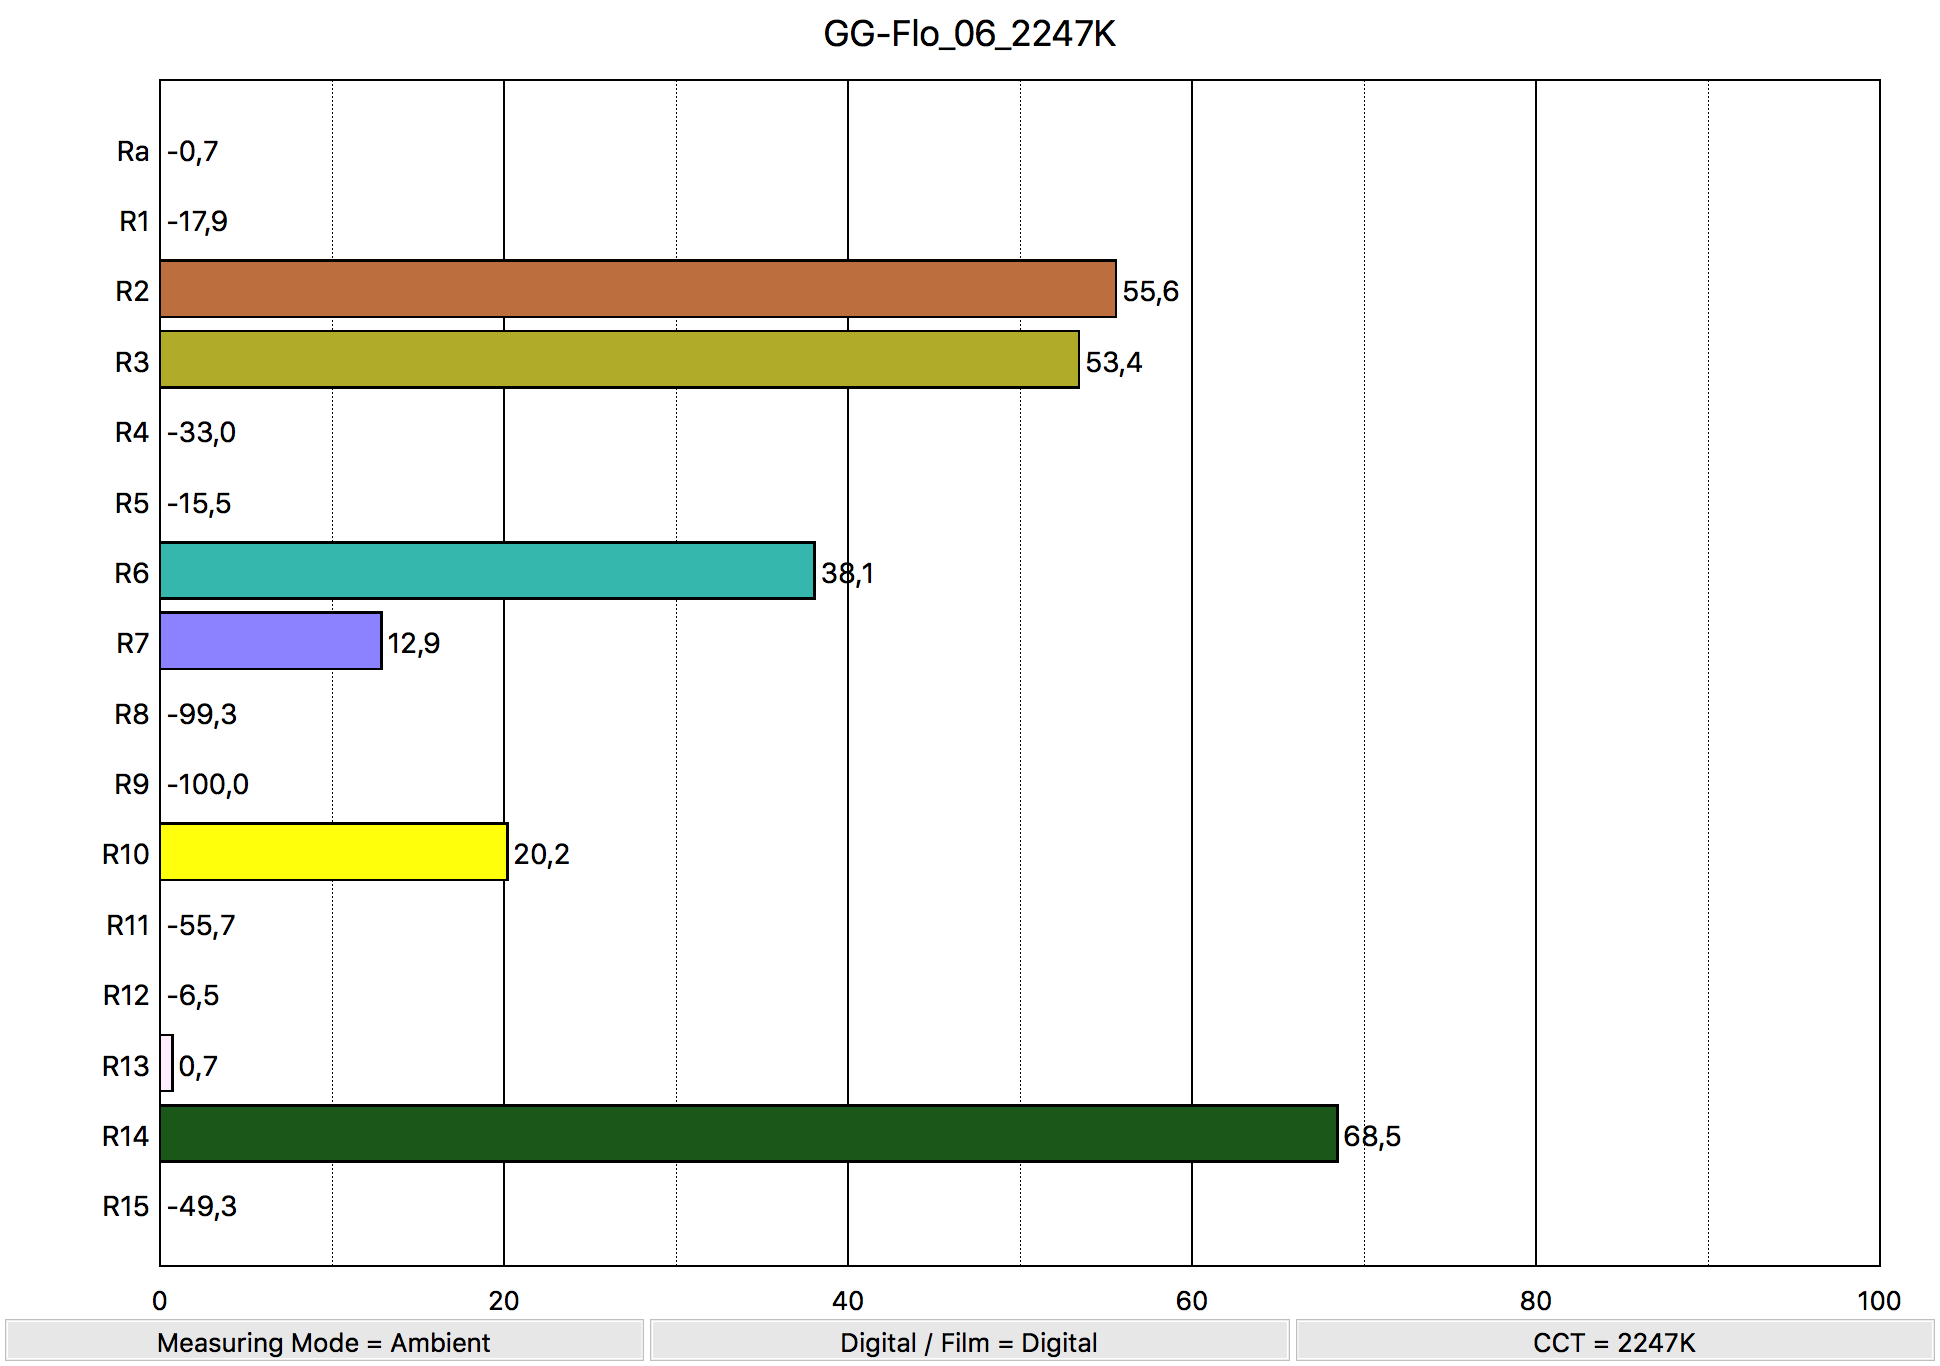 GG-Flo_06_2247K
Ra -0,7
R1 -17,9
R2 55,6
R3 53,4
R4 -33,0
R5 -15,5
R6 38,1
R7 12,9
R8 -99,3
R9 -100,0
R10 20,2
R11 -55,7
R12 -6,5
R13 0,7
R14 68,5
R15 -49,3
0 20 40 60 80 100
Measuring Mode = Ambient Digital / Film = Digital CCT = 2247K